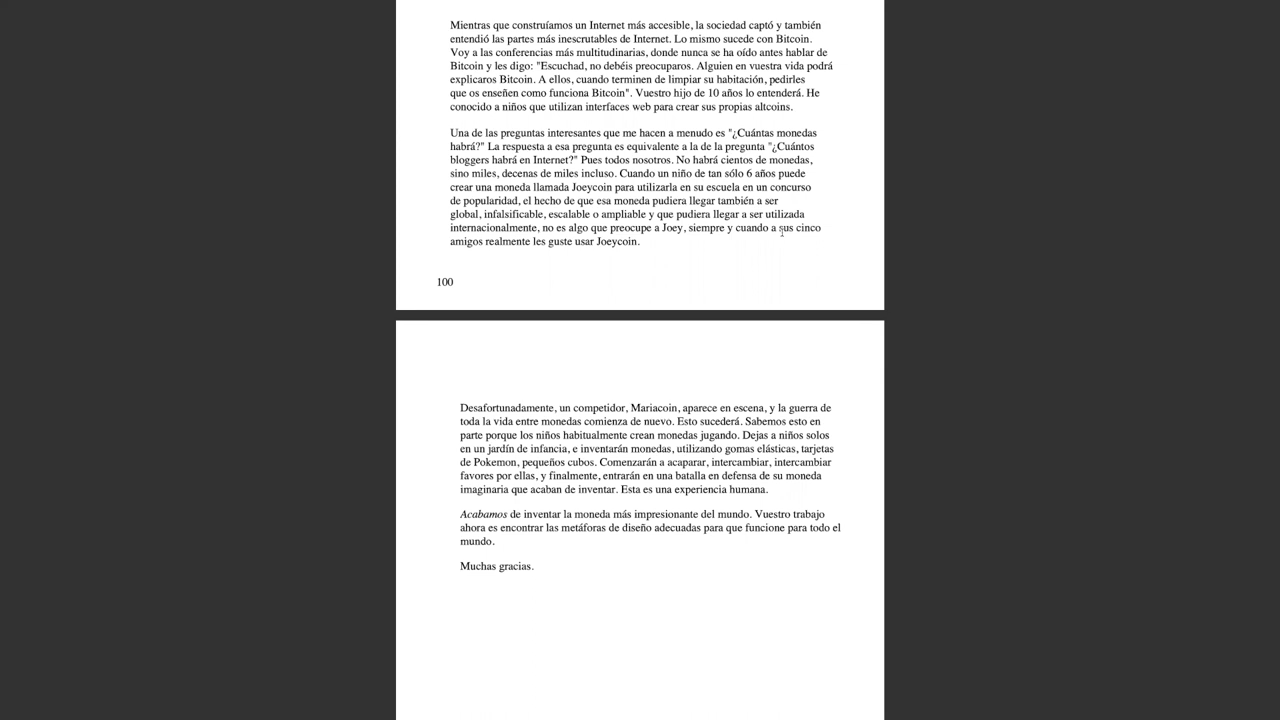 Mientras que construíamos un Internet más accesible, la sociedad captó y también
entendió las partes más inescrutables de Internet. Lo mismo sucede con Bitcoin.
Voy a las conferencias más multitudinarias, donde nunca se ha oído antes hablar de
Bitcoin y les digo: "Escuchad, no debéis preocuparos. Alguien en vuestra vida podrá
explicaros Bitcoin. A ellos, cuando terminen de limpiar su habitación, pedirles
que os enseñen como funciona Bitcoin". Vuestro hijo de 10 años lo entenderá. He
conocido a niños que utilizan interfaces web para crear sus propias altcoins.
Una de las preguntas interesantes que me hacen a menudo es "¿Cuántas monedas
habrá?" La respuesta a esa pregunta es equivalente a la de la pregunta "¿Cuántos
bloggers habrá en Internet?" Pues todos nosotros. No habrá cientos de monedas,
sino miles, decenas de miles incluso. Cuando un niño de tan sólo 6 años puede
crear una moneda llamada Joeycoin para utilizarla en su escuela en un concurso
de popularidad, el hecho de que esa moneda pudiera llegar también a ser
global, infalsificable, escalable o ampliable y que pudiera llegar a ser utilizada
internacionalmente, no es algo que preocupe a Joey, siempre y cuando a sus cinco
amigos realmente les guste usar Joeycoin.
100
Desafortunadamente, un competidor, Mariacoin, aparece en escena, y la guerra de
toda la vida entre monedas comienza de nuevo. Esto sucederá. Sabemos esto en
parte porque los niños habitualmente crean monedas jugando. Dejas a niños solos
en un jardín de infancia, e inventarán monedas, utilizando gomas elásticas, tarjetas
de Pokemon, pequeños cubos. Comenzarán a acaparar, intercambiar, intercambiar
favores por ellas, y finalmente, entrarán en una batalla en defensa de su moneda
imaginaria que acaban de inventar. Esta es una experiencia humana.
Acabamos de inventar la moneda más impresionante del mundo. Vuestro trabajo
ahora es encontrar las metáforas de diseño adecuadas para que funcione para todo el
mundo.
Muchas gracias.